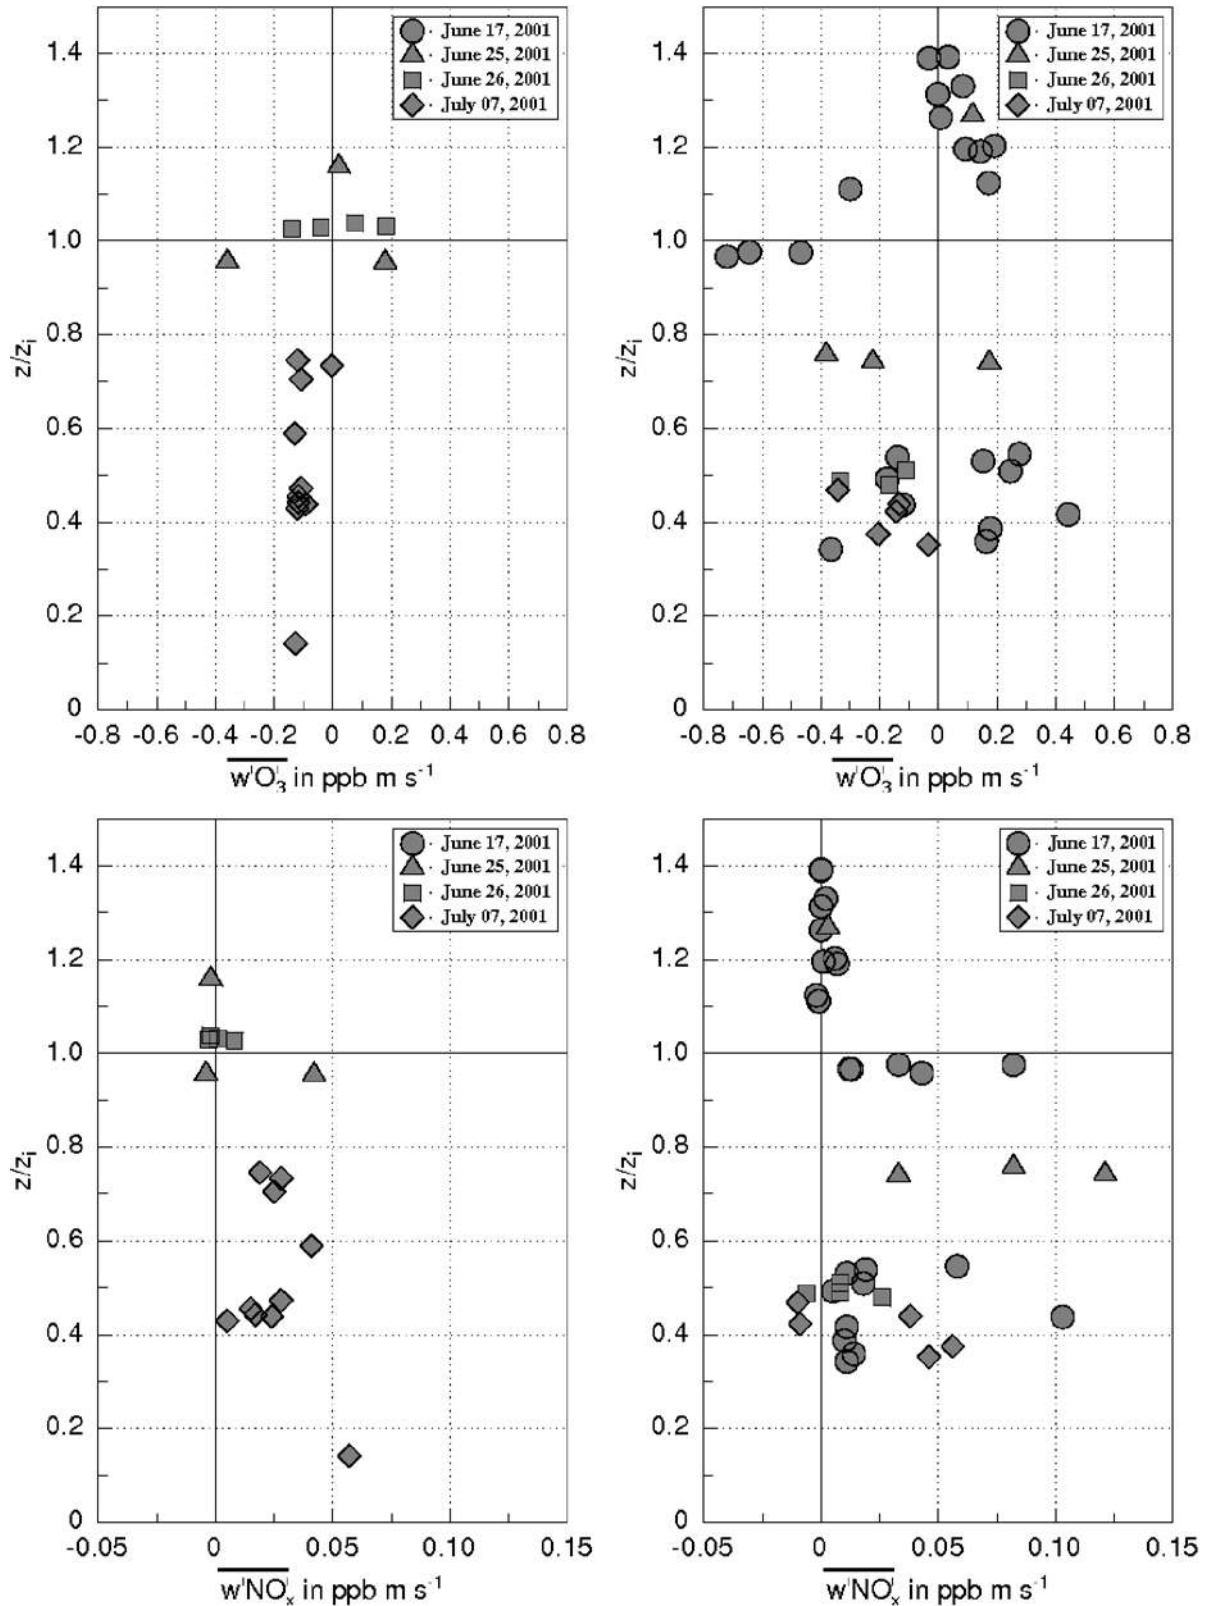 June 17, 2001
June 25, 2001
June 26, 2001
July 07, 2001
1.4
1.2
1.0
0.8
0.6
0.4
0.2
0
z/zᵢ
-0.8 -0.6 -0.4 -0.2 0 0.2 0.4 0.6 0.8
w'O₃' in ppb m s⁻¹
June 17, 2001
June 25, 2001
June 26, 2001
July 07, 2001
1.4
1.2
1.0
0.8
0.6
0.4
0.2
0
z/zᵢ
-0.8 -0.6 -0.4 -0.2 0 0.2 0.4 0.6 0.8
w'O₃' in ppb m s⁻¹
June 17, 2001
June 25, 2001
June 26, 2001
July 07, 2001
1.4
1.2
1.0
0.8
0.6
0.4
0.2
0
z/zᵢ
-0.05 0 0.05 0.10 0.15
w'NOₓ' in ppb m s⁻¹
June 17, 2001
June 25, 2001
June 26, 2001
July 07, 2001
1.4
1.2
1.0
0.8
0.6
0.4
0.2
0
z/zᵢ
-0.05 0 0.05 0.10 0.15
w'NOₓ' in ppb m s⁻¹